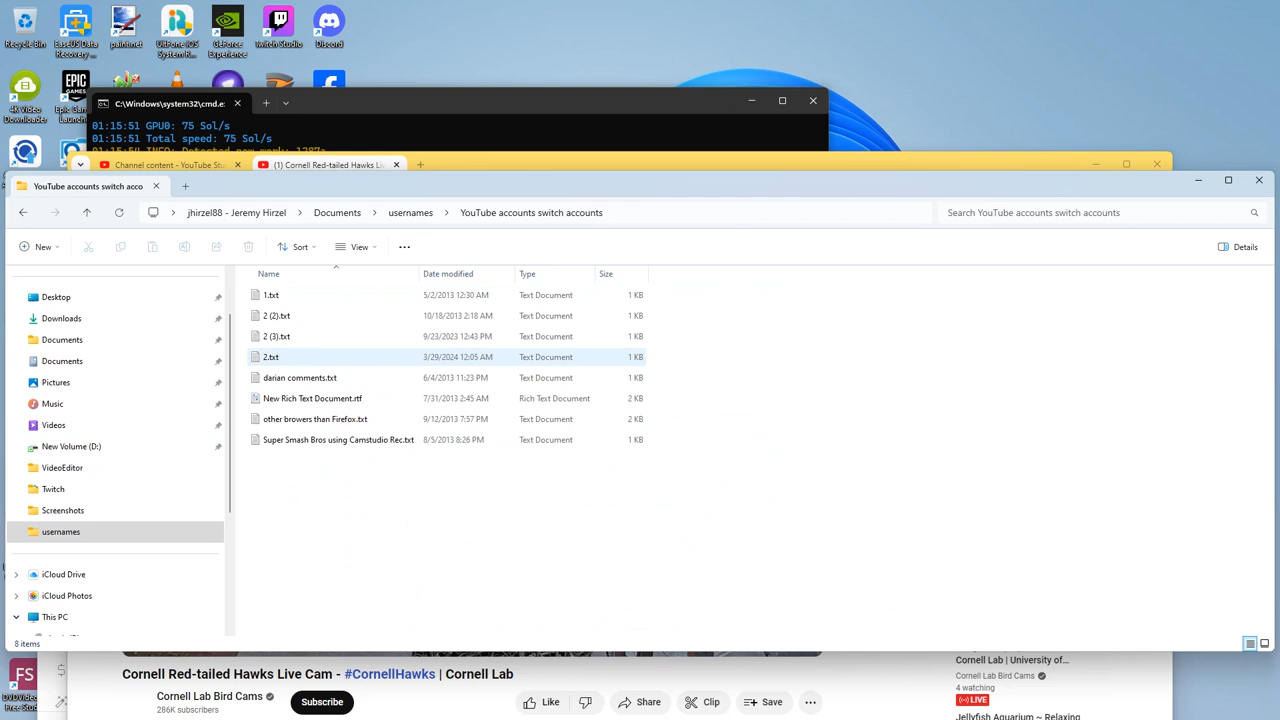 Recycle Bin
EaseUS Data Recovery ...
paint.net
UltFone iOS System R...
GeForce Experience
Twitch Studio
Discord
4K Video Downloader
Epic Games Launcher
C:\Windows\system32\cmd.e:
01:15:51 GPU0: 75 Sol/s
01:15:51 Total speed: 75 Sol/s
Channel content - YouTube Stu
(1) Cornell Red-tailed Hawks Liv
YouTube accounts switch acco
jhirzel88 - Jeremy Hirzel > Documents > usernames > YouTube accounts switch accounts
Search YouTube accounts switch accounts
New
Sort
View
Details
Name Date modified Type Size
1.txt 5/2/2013 12:30 AM Text Document 1 KB
2 (2).txt 10/18/2013 2:18 AM Text Document 1 KB
2 (3).txt 9/23/2023 12:43 PM Text Document 1 KB
2.txt 3/29/2024 12:05 AM Text Document 1 KB
darian comments.txt 6/4/2013 11:23 PM Text Document 1 KB
New Rich Text Document.rtf 7/31/2013 2:45 AM Rich Text Document 2 KB
other browers than Firefox.txt 9/12/2013 7:57 PM Text Document 2 KB
Super Smash Bros using Camstudio Rec.txt 8/5/2013 8:26 PM Text Document 1 KB
Desktop
Downloads
Documents
Documents
Pictures
Music
Videos
New Volume (D:)
VideoEditor
Twitch
Screenshots
usernames
iCloud Drive
iCloud Photos
This PC
8 items
Cornell Red-tailed Hawks Live Cam - #CornellHawks | Cornell Lab
Cornell Lab Bird Cams
286K subscribers
Subscribe
Like
Share
Clip
Save
Cornell Lab | University of...
Cornell Lab Bird Cams
4 watching
LIVE
Jellyfish Aquarium ~ Relaxing
FS
DVDVideo
Free Stu